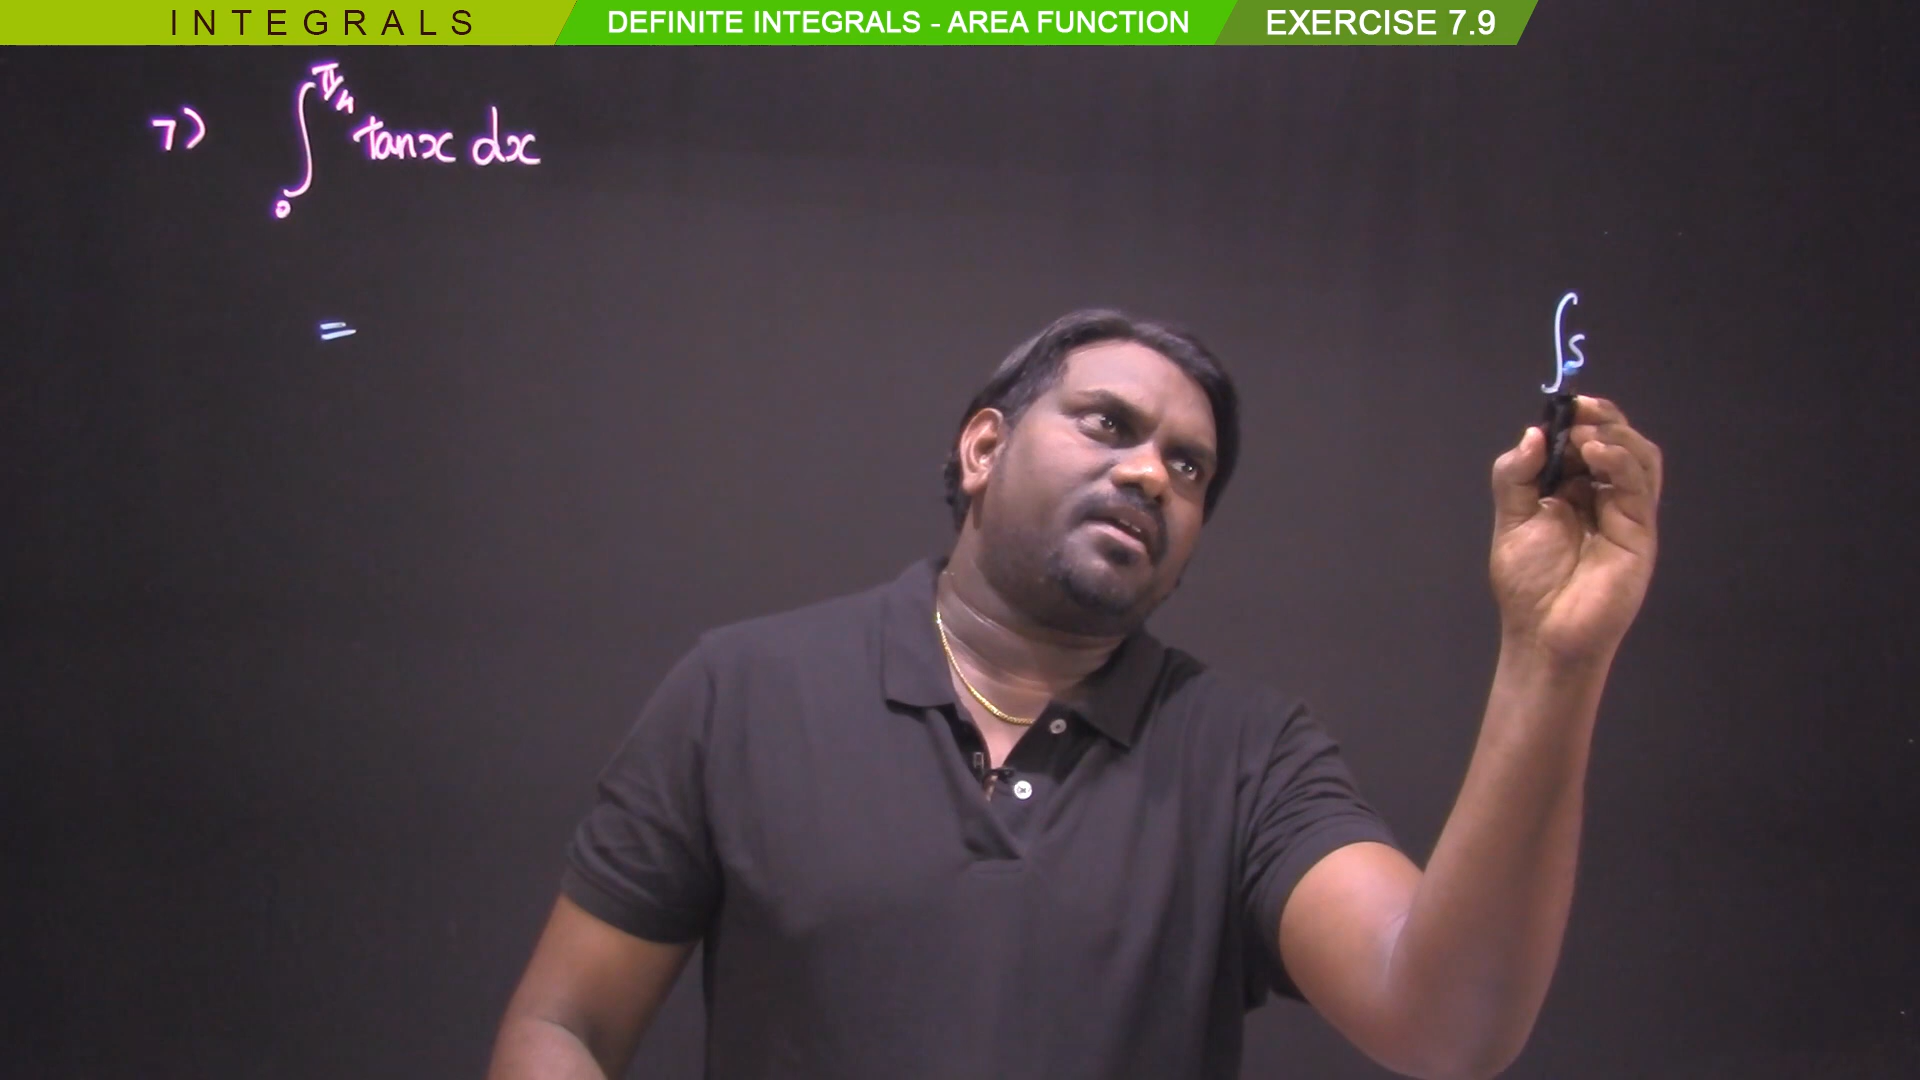 INTEGRALS DEFINITE INTEGRALS - AREA FUNCTION EXERCISE 7.9
7) ∫₀^(π/4) tanx dx
=
∫s